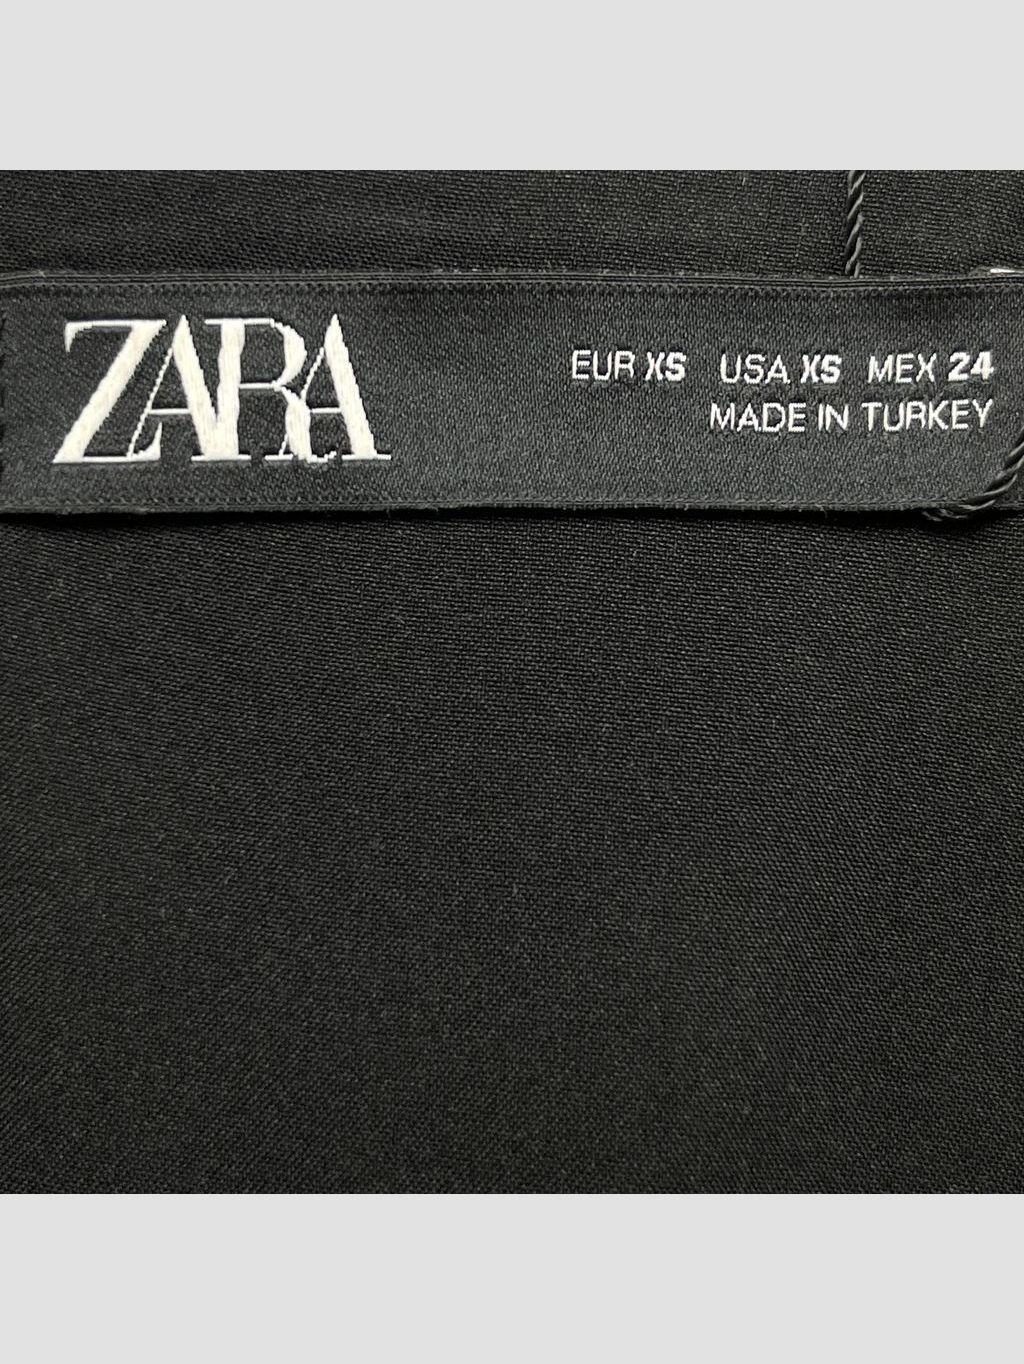 ZARA
EUR XS USA XS MEX 24
MADE IN TURKEY